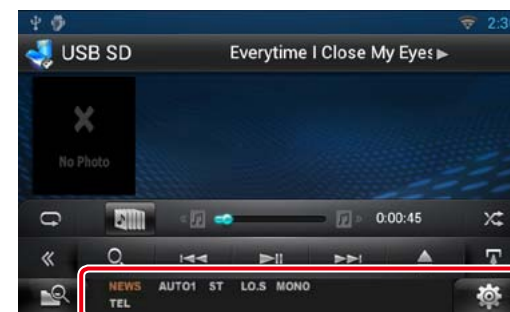 2:3
USB SD
Everytime I Close My Eyes
No Photo
0:00:45
NEWS AUTO1 ST LO.S MONO
TEL